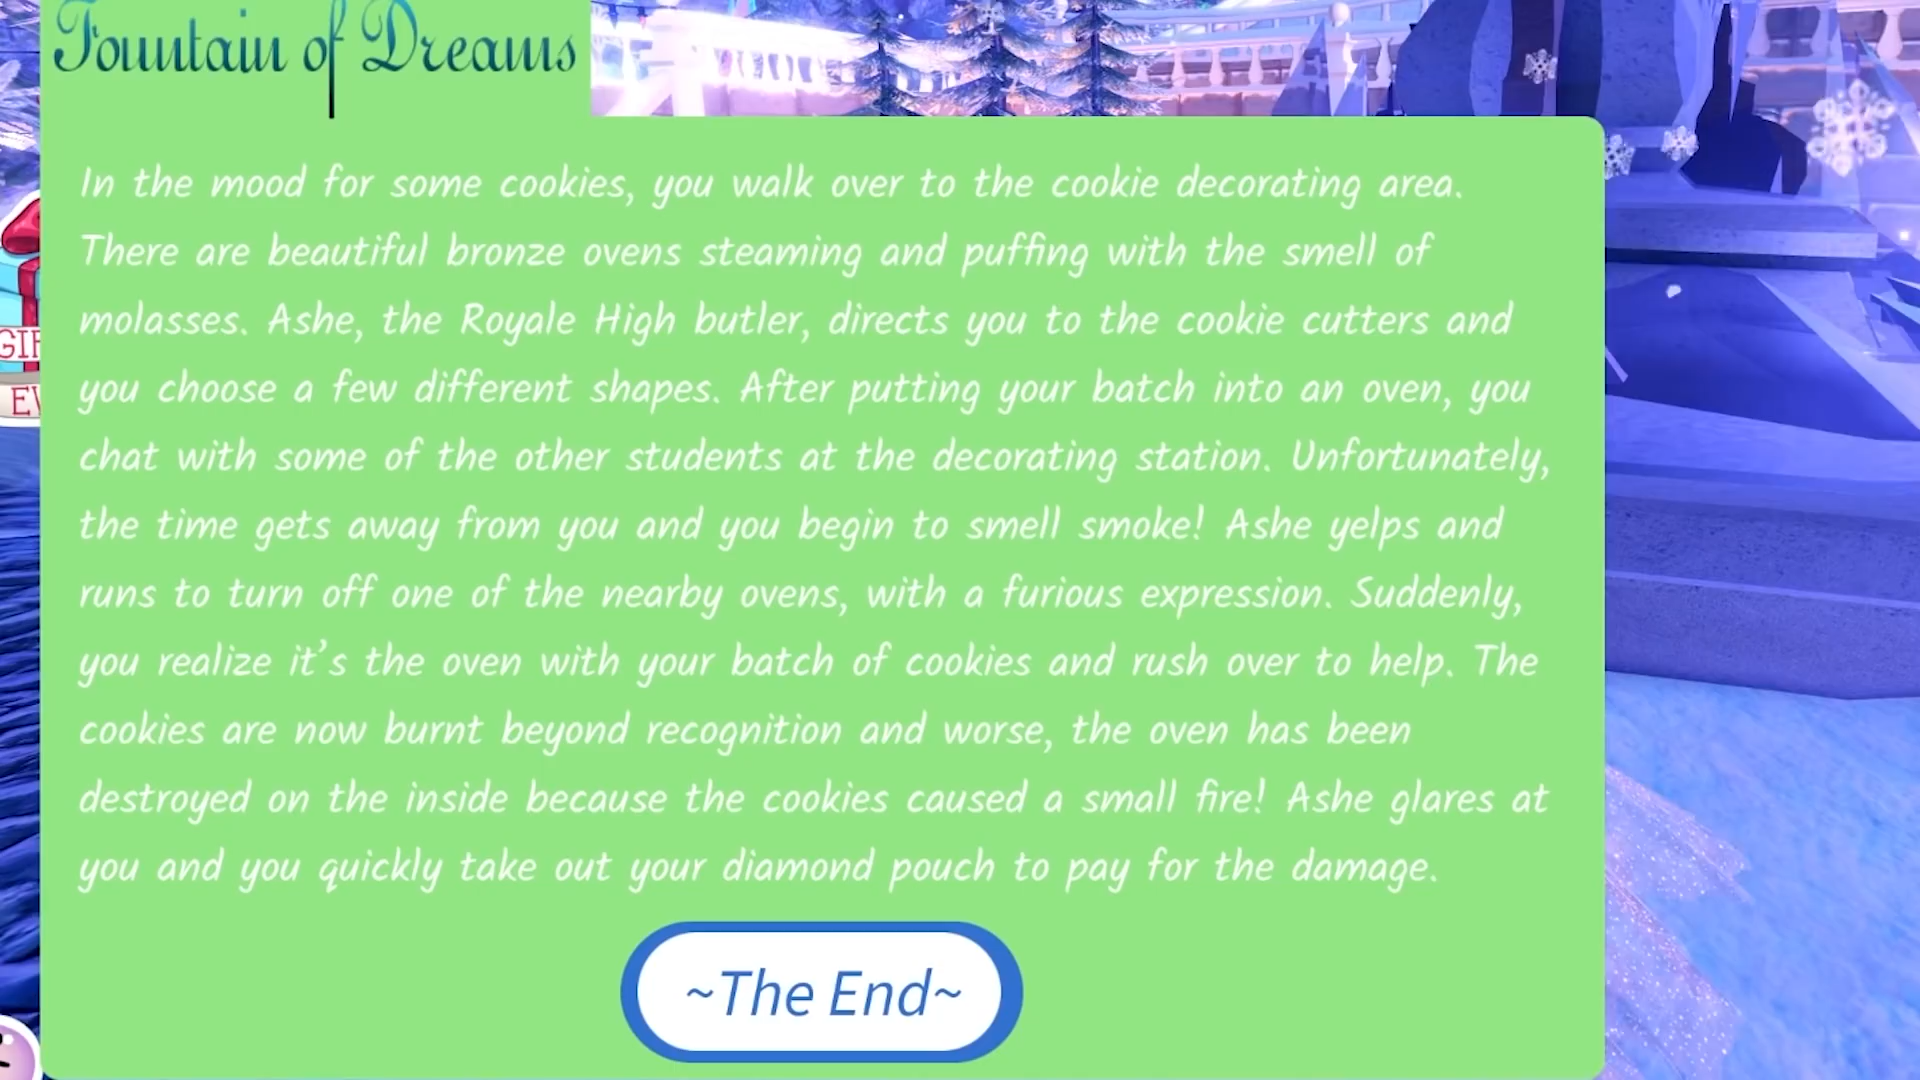 Fountain of Dreams
In the mood for some cookies, you walk over to the cookie decorating area.
There are beautiful bronze ovens steaming and puffing with the smell of
molasses. Ashe, the Royale High butler, directs you to the cookie cutters and
you choose a few different shapes. After putting your batch into an oven, you
chat with some of the other students at the decorating station. Unfortunately,
the time gets away from you and you begin to smell smoke! Ashe yelps and
runs to turn off one of the nearby ovens, with a furious expression. Suddenly,
you realize it’s the oven with your batch of cookies and rush over to help. The
cookies are now burnt beyond recognition and worse, the oven has been
destroyed on the inside because the cookies caused a small fire! Ashe glares at
you and you quickly take out your diamond pouch to pay for the damage.
~The End~